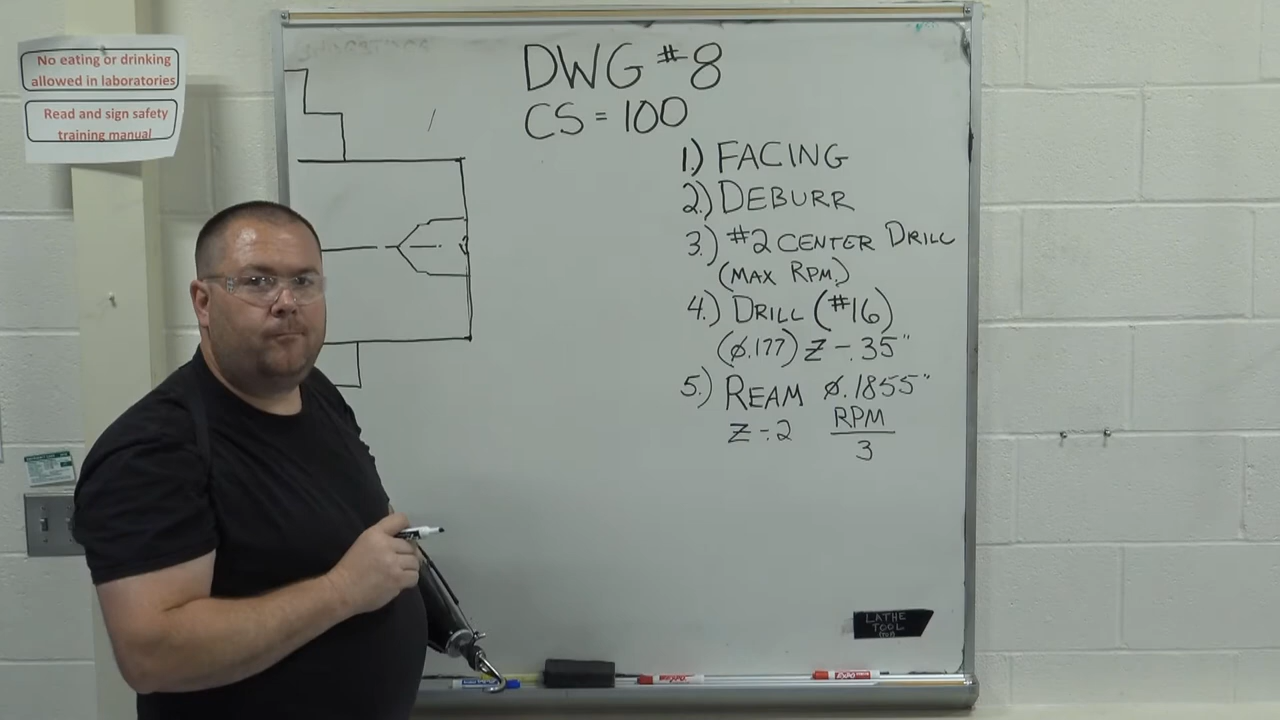 No eating or drinking
allowed in laboratories
Read and sign safety
training manual
DWG #8
CS = 100
1.) FACING
2.) DEBURR
3.) #2 CENTER DRILL
(MAX RPM.)
4.) DRILL (#16)
(Ø.177) Z -.35"
5.) REAM Ø.1855"
Z -.2 RPM
3
LATHE
TOOL